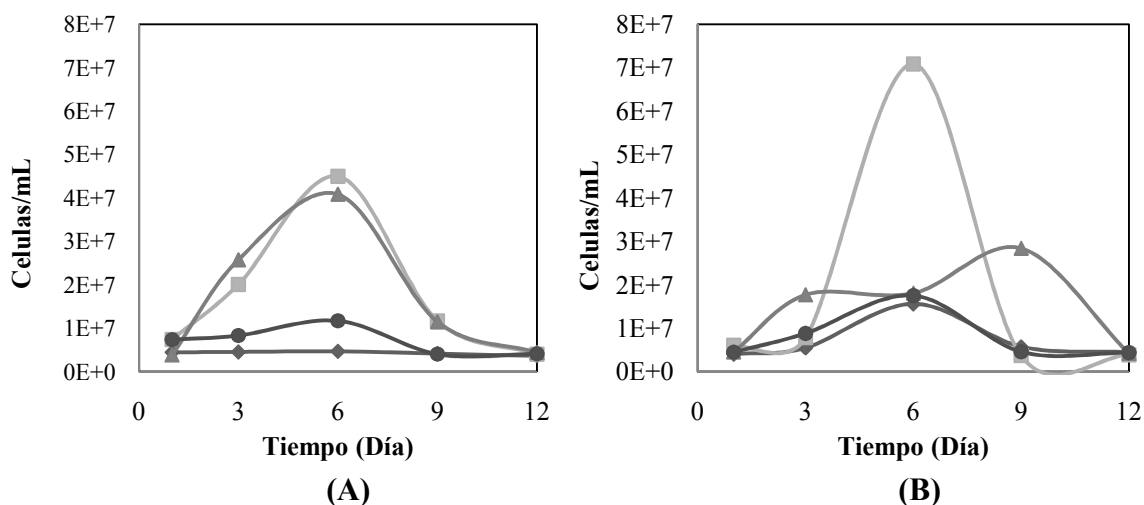 8E+7
7E+7
6E+7
5E+7
4E+7
3E+7
2E+7
1E+7
0E+0
Celulas/mL
0 3 6 9 12
Tiempo (Día)
(A)
8E+7
7E+7
6E+7
5E+7
4E+7
3E+7
2E+7
1E+7
0E+0
Celulas/mL
0 3 6 9 12
Tiempo (Día)
(B)